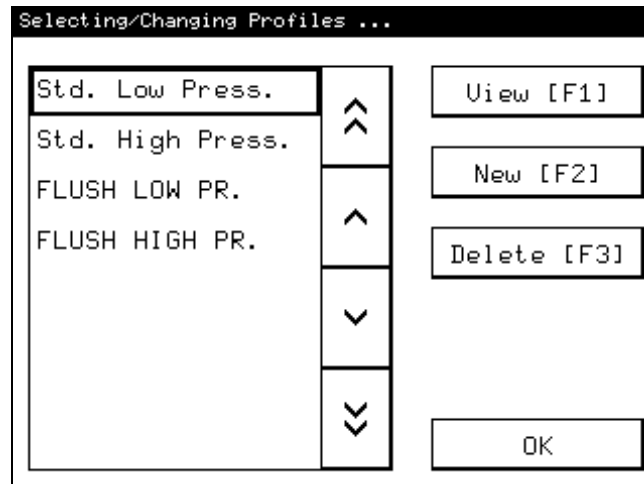 Selecting/Changing Profiles ...
Std. Low Press.
Std. High Press.
FLUSH LOW PR.
FLUSH HIGH PR.
View [F1]
New [F2]
Delete [F3]
OK